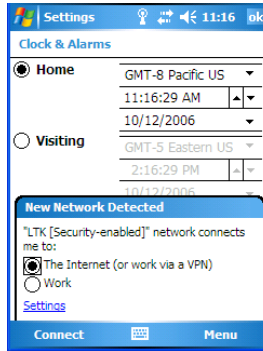 Settings 11:16 ok
Clock & Alarms
Home GMT-8 Pacific US
11:16:29 AM
10/12/2006
Visiting GMT-5 Eastern US
2:16:29 PM
10/12/2006
New Network Detected
"LTK [Security-enabled]" network connects
me to:
The Internet (or work via a VPN)
Work
Settings
Connect Menu